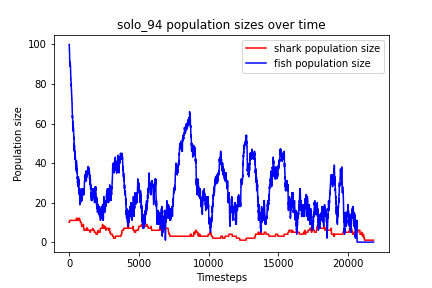 solo_94 population sizes over time
shark population size
fish population size
Population size
100
80
60
40
20
0
0
5000
10000
15000
20000
Timesteps